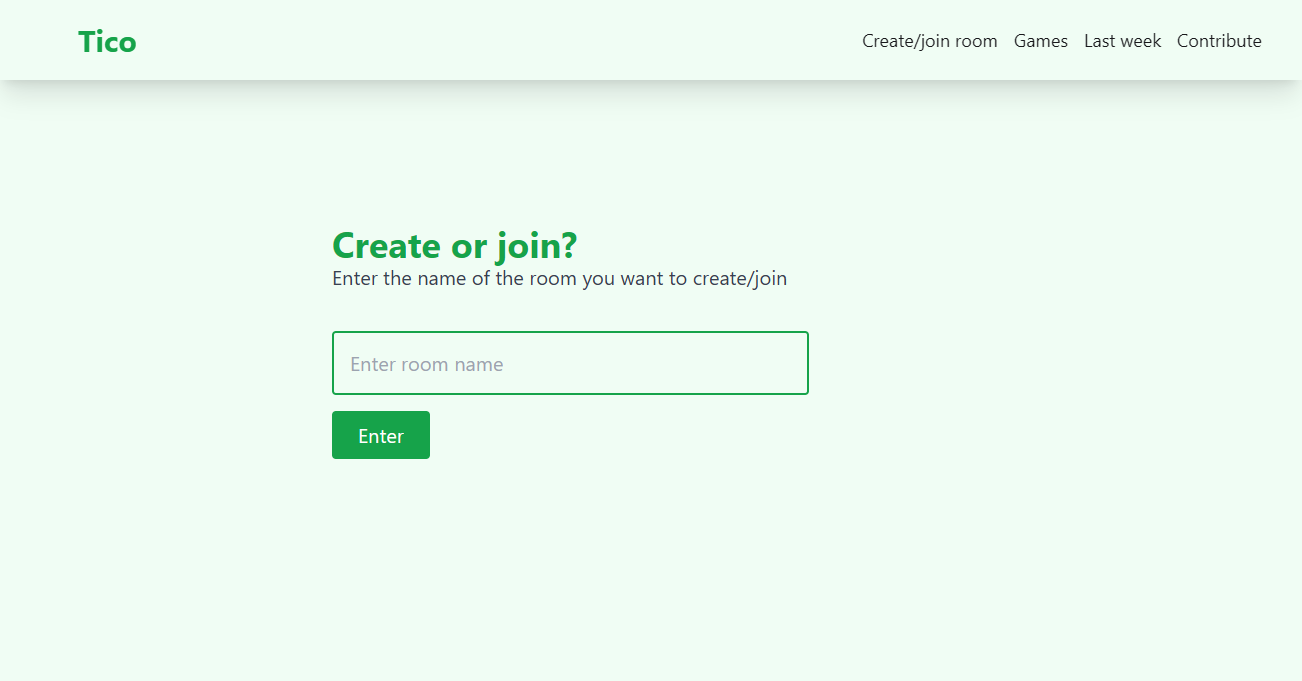 Tico
Create/join room Games Last week Contribute
Create or join?
Enter the name of the room you want to create/join
Enter room name
Enter